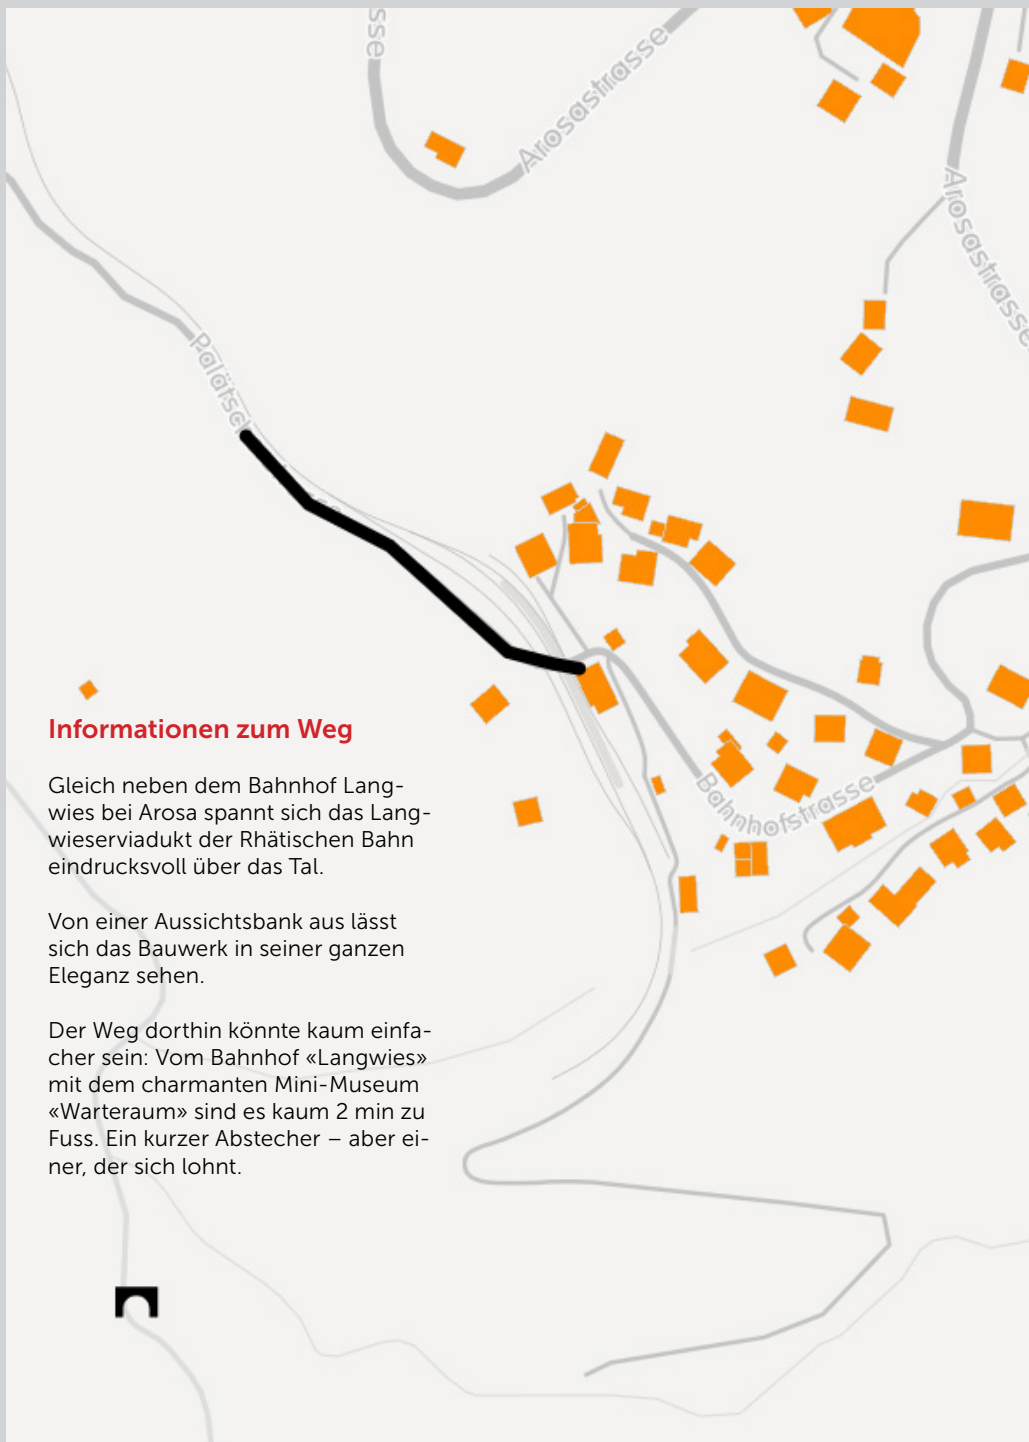 sse
Arosastrasse
Arosastrasse
Palätsch
Informationen zum Weg
Gleich neben dem Bahnhof Lang-
wies bei Arosa spannt sich das Lang-
wieserviadukt der Rhätischen Bahn
eindrucksvoll über das Tal.
Von einer Aussichtsbank aus lässt
sich das Bauwerk in seiner ganzen
Eleganz sehen.
Der Weg dorthin könnte kaum einfa-
cher sein: Vom Bahnhof «Langwies»
mit dem charmanten Mini-Museum
«Warteraum» sind es kaum 2 min zu
Fuss. Ein kurzer Abstecher – aber ei-
ner, der sich lohnt.
Bahnhofstrasse